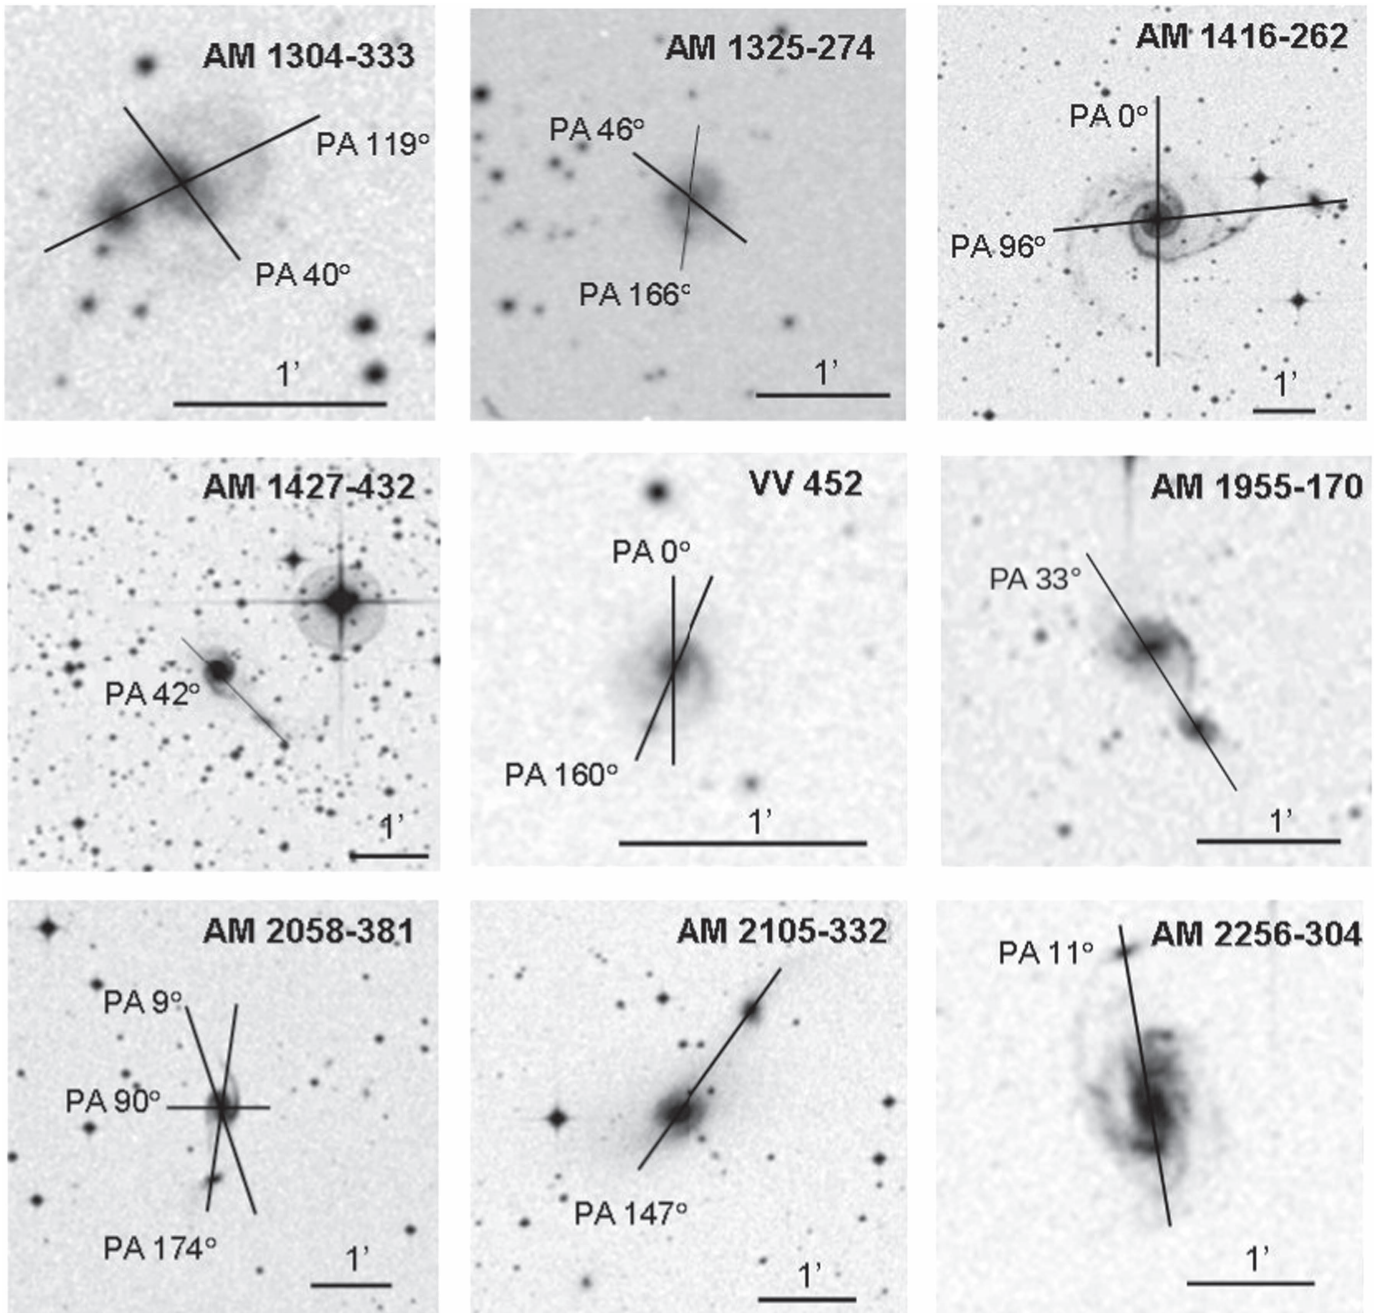 AM 1304-333
PA 119°
PA 40°
1’
AM 1325-274
PA 46°
PA 166°
1’
AM 1416-262
PA 0°
PA 96°
1’
AM 1427-432
PA 42°
1’
VV 452
PA 0°
PA 160°
1’
AM 1955-170
PA 33°
1’
AM 2058-381
PA 9°
PA 90°
PA 174°
1’
AM 2105-332
PA 147°
1’
AM 2256-304
PA 11°
1’